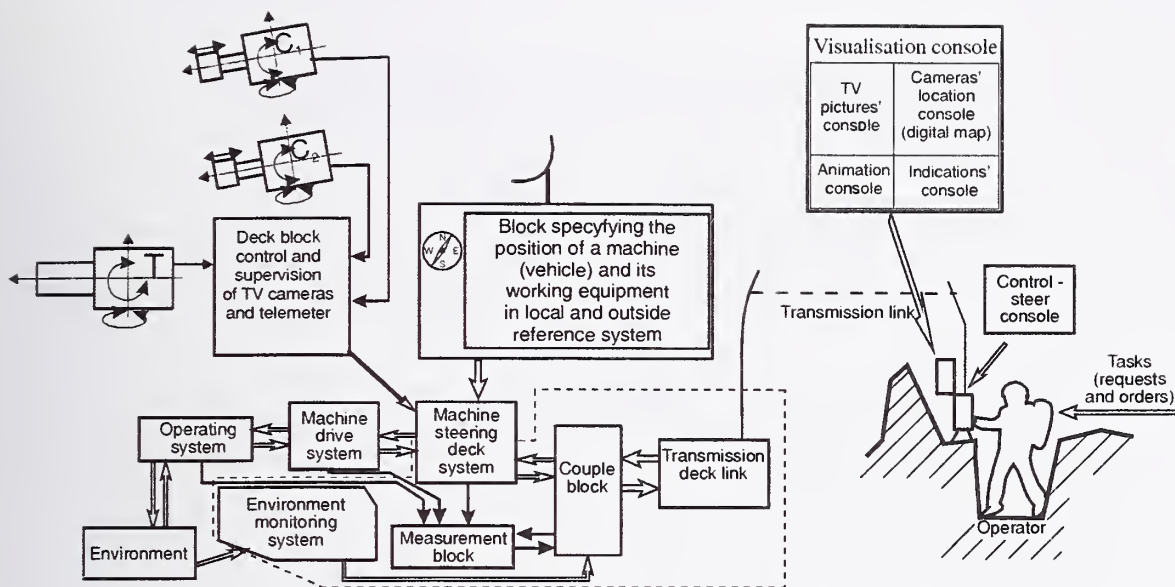 C1
C2
T
Deck block
control and
supervision
of TV cameras
and telemeter
N
W E
S
Block specyfying the
position of a machine
(vehicle) and its
working equipment
in local and outside
reference system
Visualisation console
TV
pictures'
console
Cameras'
location
console
(digital map)
Animation
console
Indications'
console
Transmission link
Control -
steer
console
Tasks
(requests
and orders)
Operator
Operating
system
Machine
drive
system
Machine
steering
deck
system
Couple
block
Transmission
deck link
Environment
Environment
monitoring
system
Measurement
block